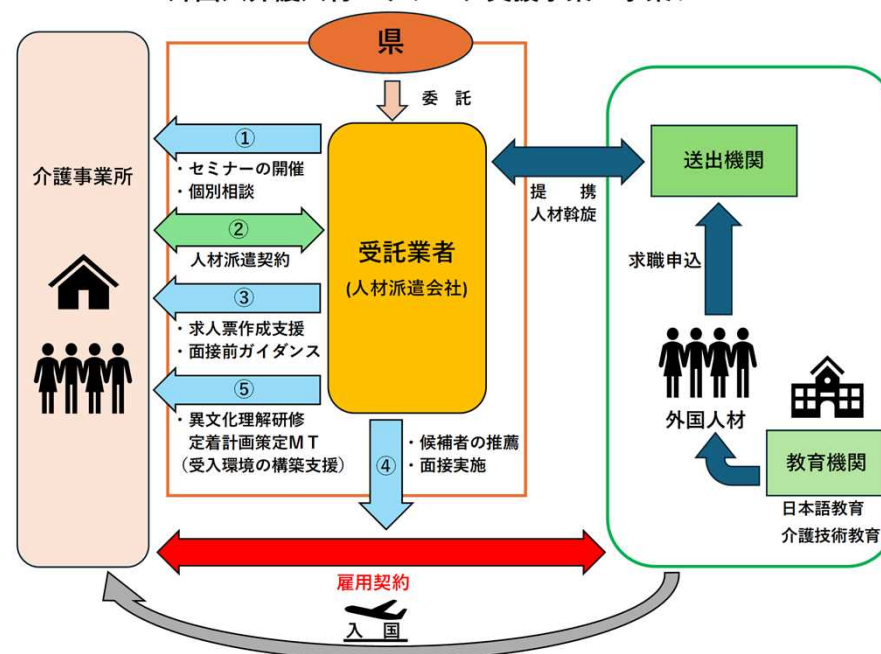 県
委　託
介護事業所
①
・セミナーの開催
・個別相談
②
人材派遣契約
③
・求人票作成支援
・面接前ガイダンス
⑤
・異文化理解研修
定着計画策定ＭＴ
（受入環境の構築支援）
受託業者
(人材派遣会社)
④
・候補者の推薦
・面接実施
提　携
人材斡旋
送出機関
求職申込
外国人材
教育機関
日本語教育
介護技術教育
雇用契約
入　国